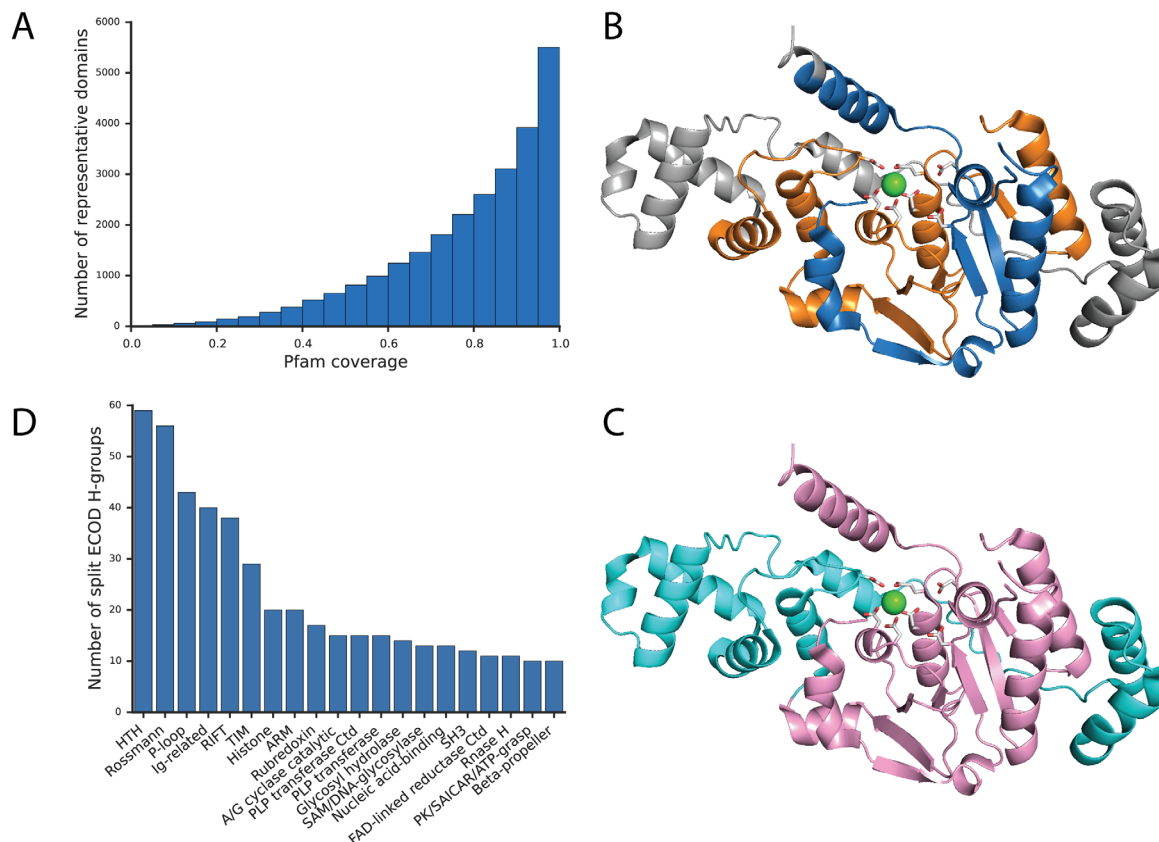 A
Number of representative domains
6000
5000
4000
3000
2000
1000
0
0.0
0.2
0.4
0.6
0.8
1.0
Pfam coverage
B
D
Number of split ECOD H-groups
60
50
40
30
20
10
0
HTH
Rossmann
P-loop
Ig-related
RIFT
TIM
Histone
ARM
Rubredoxin
A/G cyclase catalytic
PLP transferase Ctd
PLP transferase
Glycosyl hydrolase
SAM/DNA-glycosylase
Nucleic acid-binding
SH3
FAD-linked reductase Ctd
Rnase H
PK/SAICAR/ATP-grasp
Beta-propeller
C